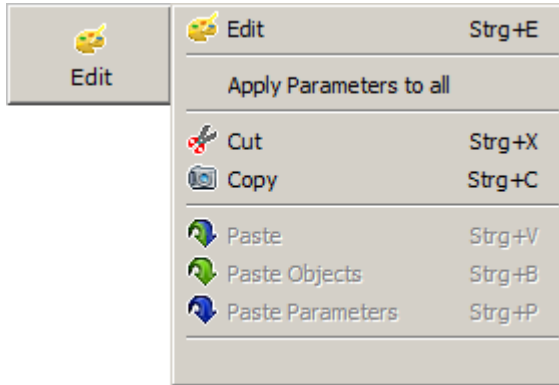 Edit
Edit Strg+E
Apply Parameters to all
Cut Strg+X
Copy Strg+C
Paste Strg+V
Paste Objects Strg+B
Paste Parameters Strg+P